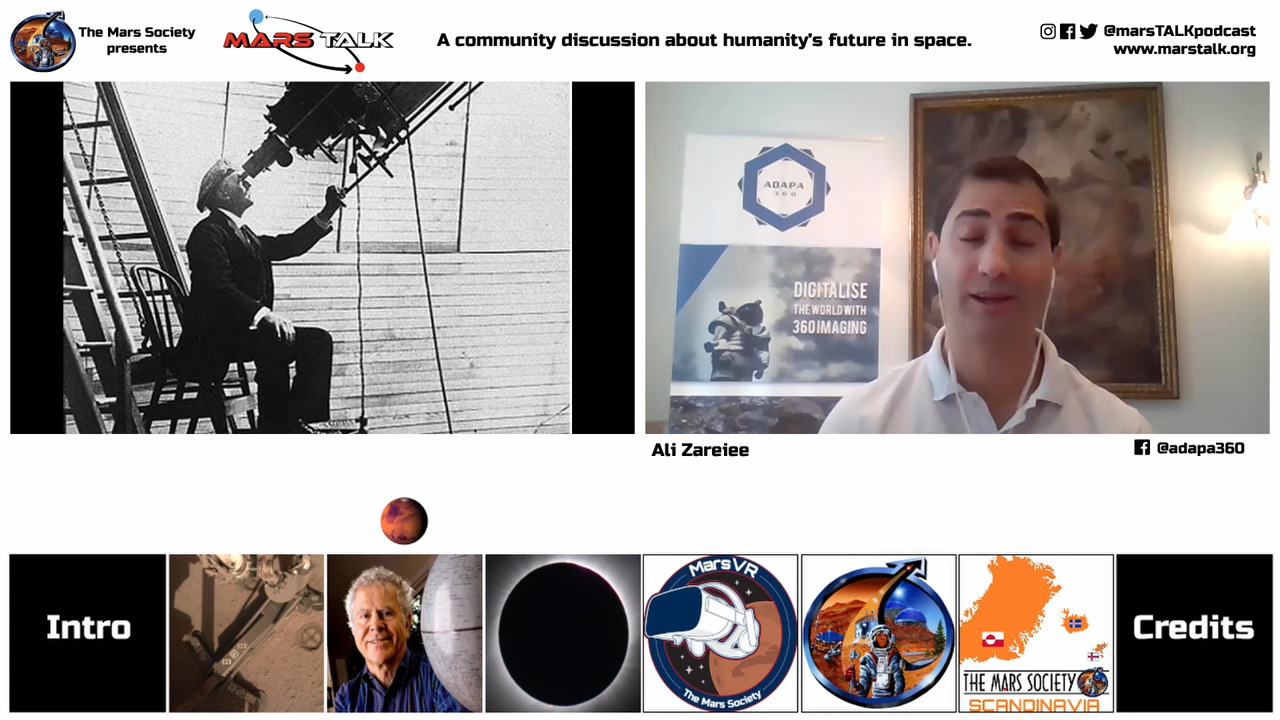 The Mars Society
presents
MARS TALK
A community discussion about humanity's future in space.
@marsTALKpodcast
www.marstalk.org
ADAPA
360
DIGITALISE
THE WORLD WITH
360 IMAGING
Ali Zareiee
@adapa360
Intro
MarsVR
The Mars Society
THE MARS SOCIETY
SCANDINAVIA
Credits